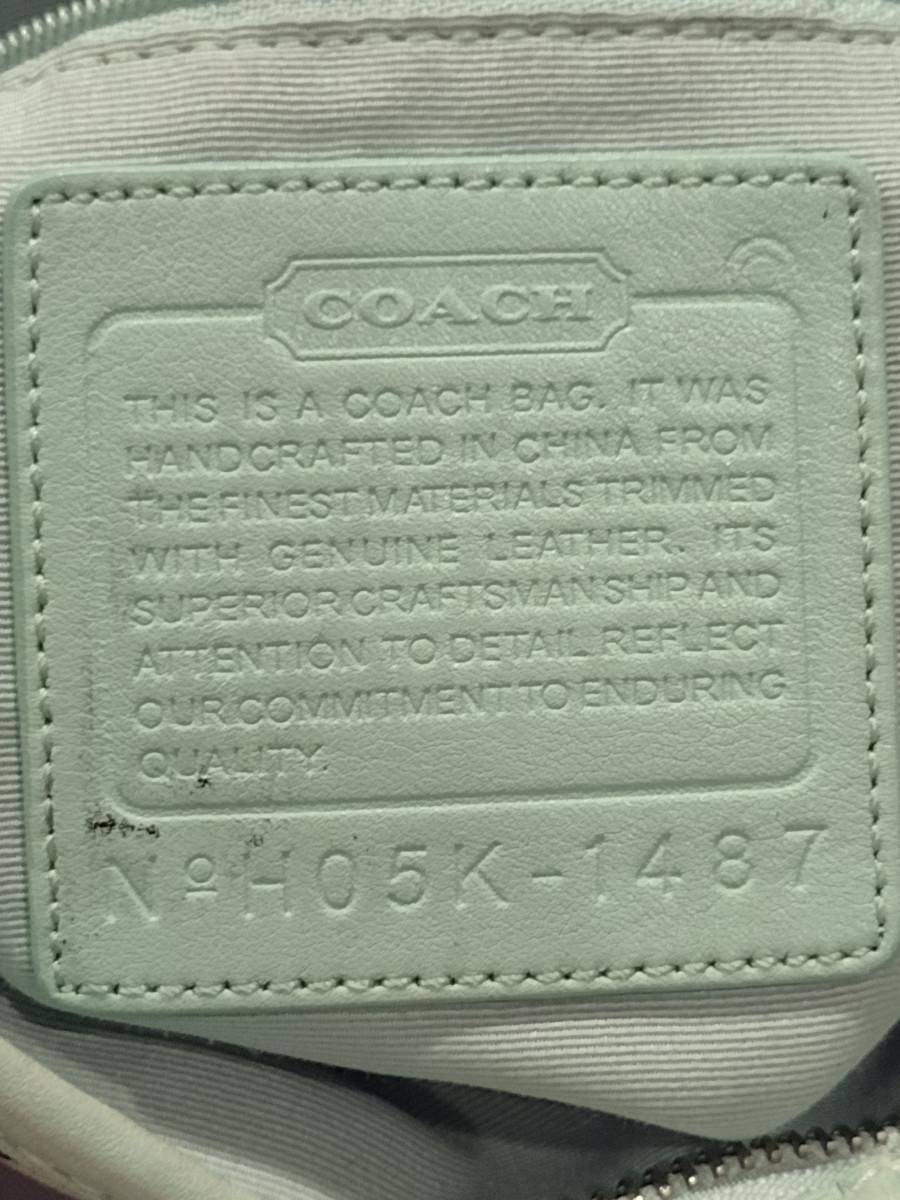 COACH
THIS IS A COACH BAG. IT WAS
HANDCRAFTED IN CHINA FROM
THE FINEST MATERIALS TRIMMED
WITH GENUINE LEATHER. ITS
SUPERIOR CRAFTSMANSHIP AND
ATTENTION TO DETAIL REFLECT
OUR COMMITMENT TO ENDURING
QUALITY.
Nº H05K-1487